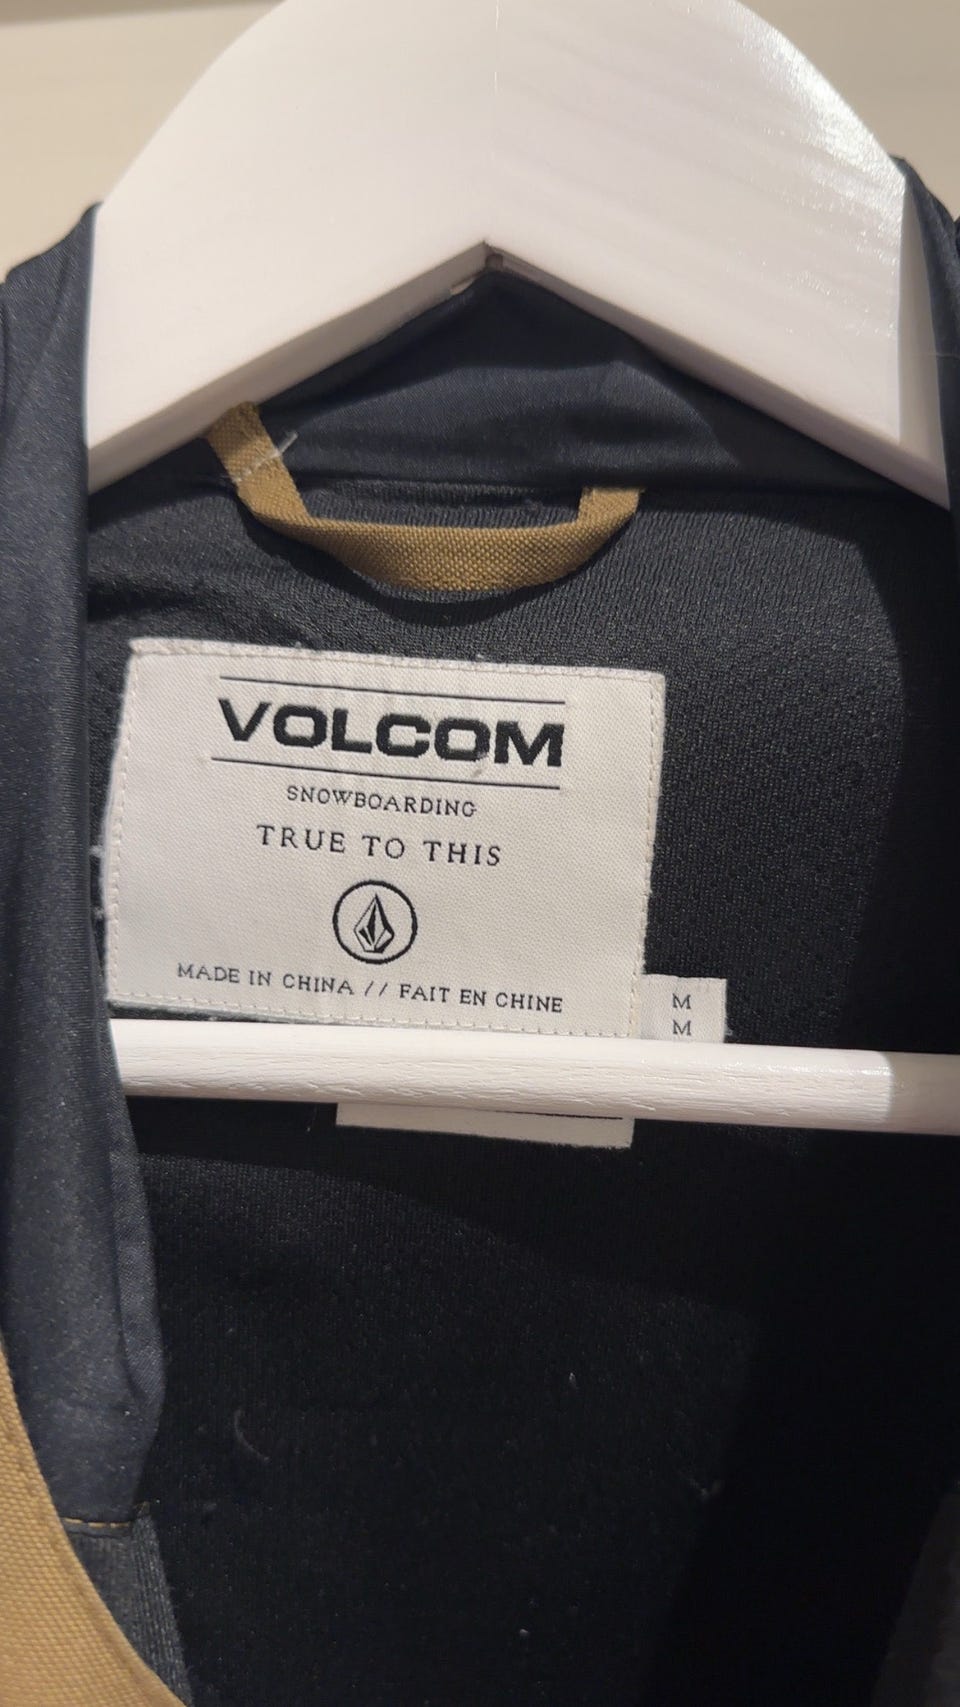 VOLCOM
SNOWBOARDING
TRUE TO THIS
MADE IN CHINA // FAIT EN CHINE
M
M